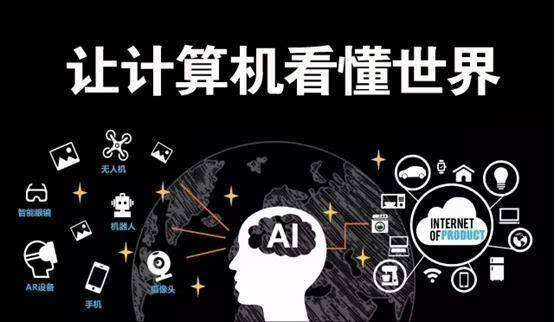 让计算机看懂世界
无人机
智能眼镜
机器人
AR设备
手机
摄像头
AI
INTERNET
OF PRODUCT